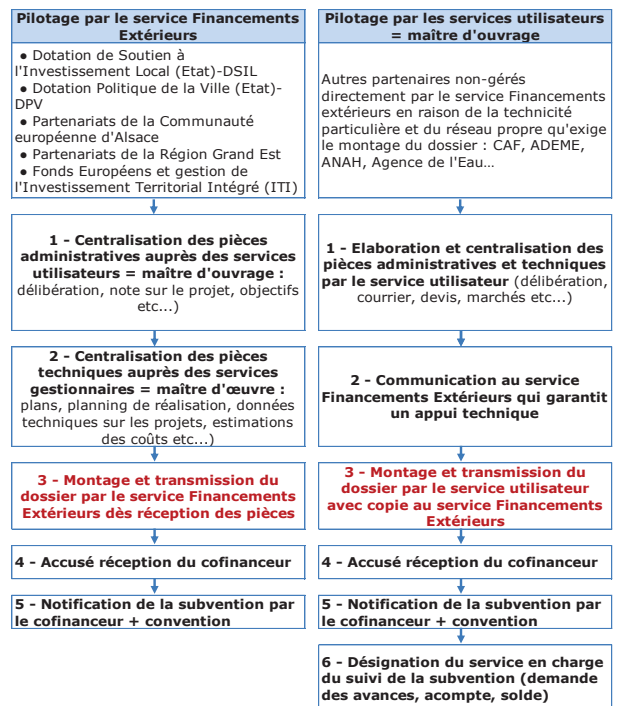 Pilotage par le service Financements
Extérieurs
● Dotation de Soutien à
l'Investissement Local (Etat)-DSIL
● Dotation Politique de la Ville (Etat)-
DPV
● Partenariats de la Communauté
européenne d'Alsace
● Partenariats de la Région Grand Est
● Fonds Européens et gestion de
l'Investissement Territorial Intégré (ITI)
1 - Centralisation des pièces
administratives auprès des services
utilisateurs = maître d'ouvrage :
délibération, note sur le projet, objectifs
etc...)
2 - Centralisation des pièces
techniques auprès des services
gestionnaires = maître d'œuvre :
plans, planning de réalisation, données
techniques sur les projets, estimations
des coûts etc...)
3 - Montage et transmission du
dossier par le service Financements
Extérieurs dès réception des pièces
4 - Accusé réception du cofinanceur
5 - Notification de la subvention par
le cofinanceur + convention
Pilotage par les services utilisateurs
= maître d'ouvrage
Autres partenaires non-gérés
directement par le service Financements
extérieurs en raison de la technicité
particulière et du réseau propre qu'exige
le montage du dossier : CAF, ADEME,
ANAH, Agence de l'Eau…
1 - Elaboration et centralisation des
pièces administratives et techniques
par le service utilisateur (délibération,
courrier, devis, marchés etc...)
2 - Communication au service
Financements Extérieurs qui garantit
un appui technique
3 - Montage et transmission du
dossier par le service utilisateur
avec copie au service Financements
Extérieurs
4 - Accusé réception du cofinanceur
5 - Notification de la subvention par
le cofinanceur + convention
6 - Désignation du service en charge
du suivi de la subvention (demande
des avances, acompte, solde)